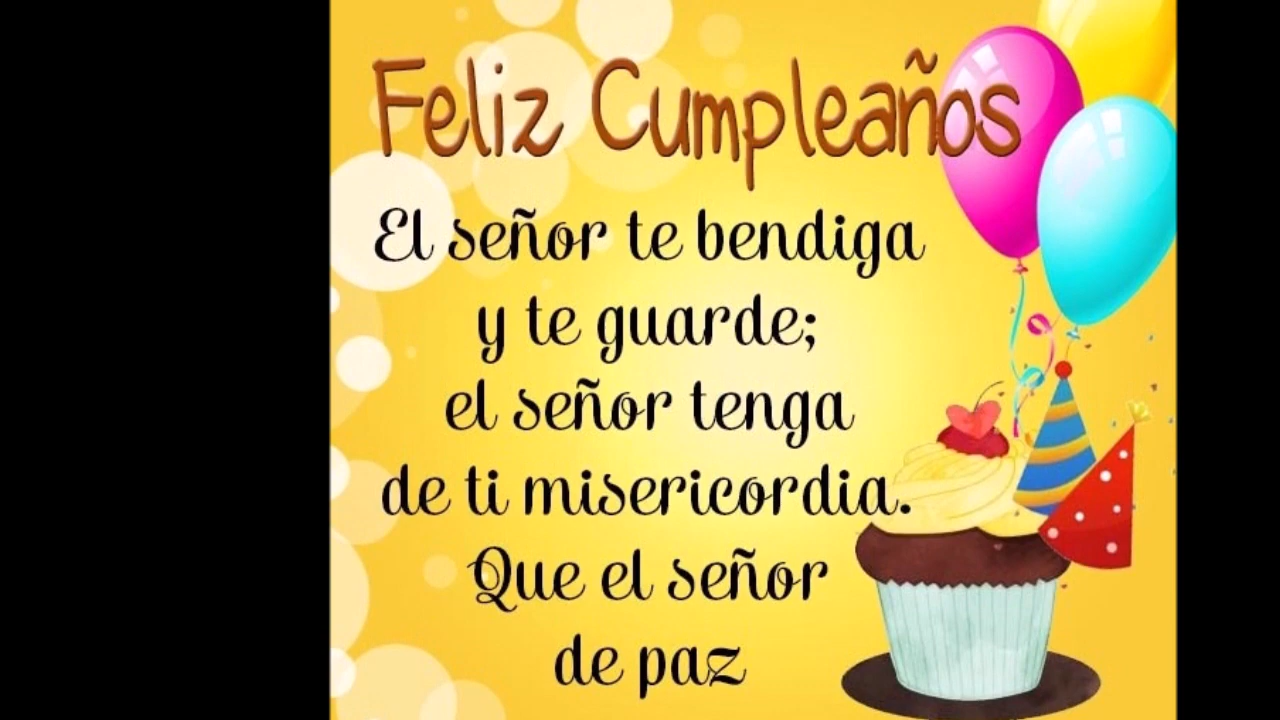 Feliz Cumpleaños
El señor te bendiga
y te guarde;
el señor tenga
de ti misericordia.
Que el señor
de paz